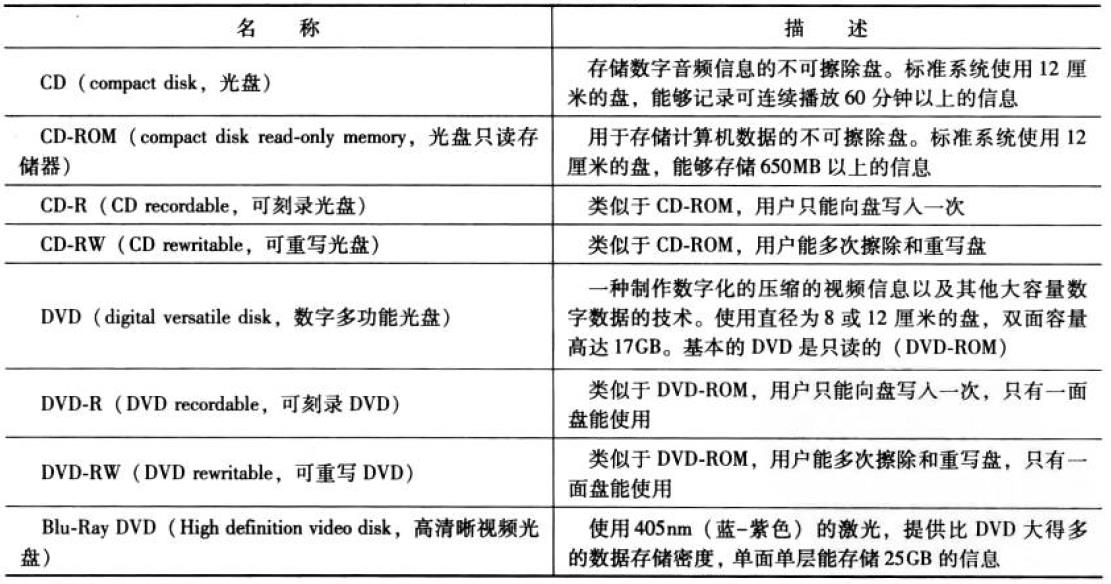 名 称 描 述
CD（compact disk，光盘）
存储数字音频信息的不可擦除盘。标准系统使用 12 厘
米的盘，能够记录可连续播放 60 分钟以上的信息
CD-ROM（compact disk read-only memory，光盘只读存
储器）
用于存储计算机数据的不可擦除盘。标准系统使用 12
厘米的盘，能够存储 650MB 以上的信息
CD-R（CD recordable，可刻录光盘）
类似于 CD-ROM，用户只能向盘写入一次
CD-RW（CD rewritable，可重写光盘）
类似于 CD-ROM，用户能多次擦除和重写盘
DVD（digital versatile disk，数字多功能光盘）
一种制作数字化的压缩的视频信息以及其他大容量数
字数据的技术。使用直径为 8 或 12 厘米的盘，双面容量
高达 17GB。基本的 DVD 是只读的（DVD-ROM）
DVD-R（DVD recordable，可刻录 DVD）
类似于 DVD-ROM，用户只能向盘写入一次，只有一面
盘能使用
DVD-RW（DVD rewritable，可重写 DVD）
类似于 DVD-ROM，用户能多次擦除和重写盘，只有一
面盘能使用
Blu-Ray DVD（High definition video disk，高清晰视频光
盘）
使用 405nm（蓝-紫色）的激光，提供比 DVD 大得多
的数据存储密度，单面单层能存储 25GB 的信息